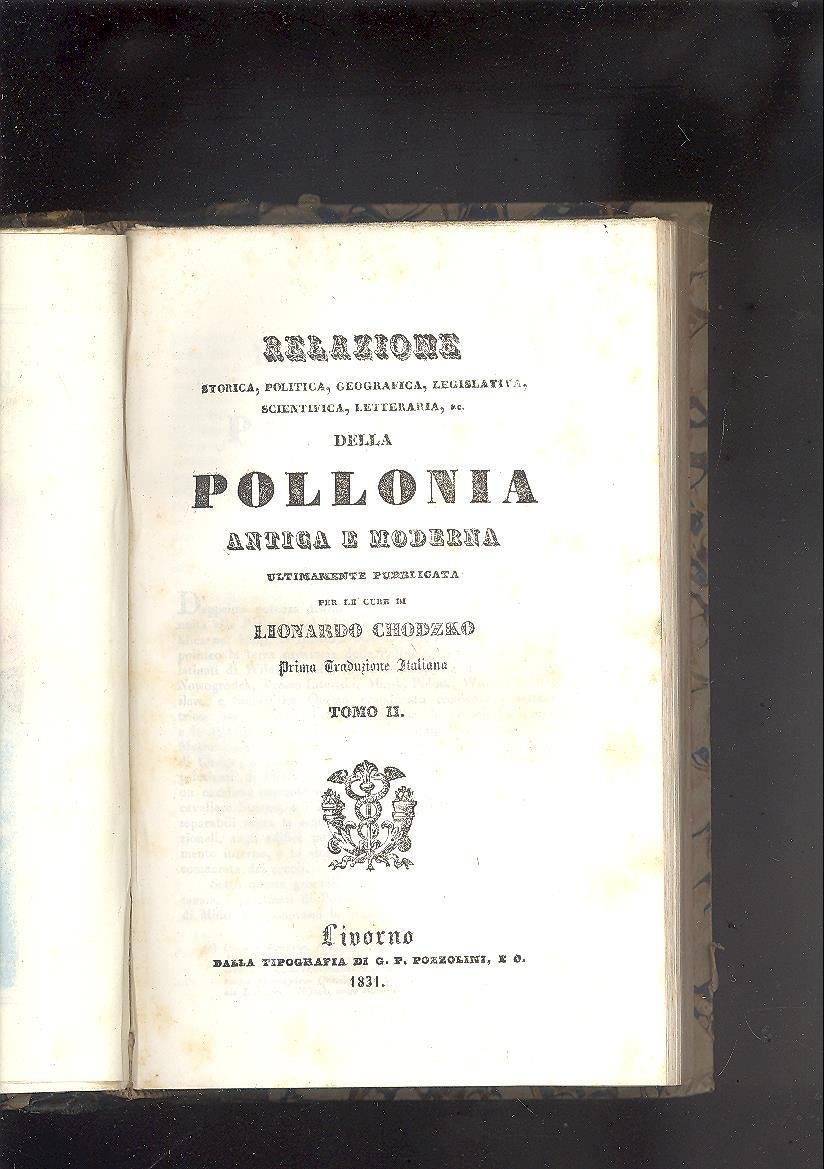 RELAZIONE
STORICA, POLITICA, GEOGRAFICA, LEGISLATIVA,
SCIENTIFICA, LETTERARIA, &C.
DELLA
POLLONIA
ANTICA E MODERNA
ULTIMAMENTE PUBBLICATA
PER LE CURE DI
LIONARDO CHODZKO
Prima Traduzione Italiana
TOMO II.
Livorno
DALLA TIPOGRAFIA DI G. P. POZZOLINI, E C.
1831.